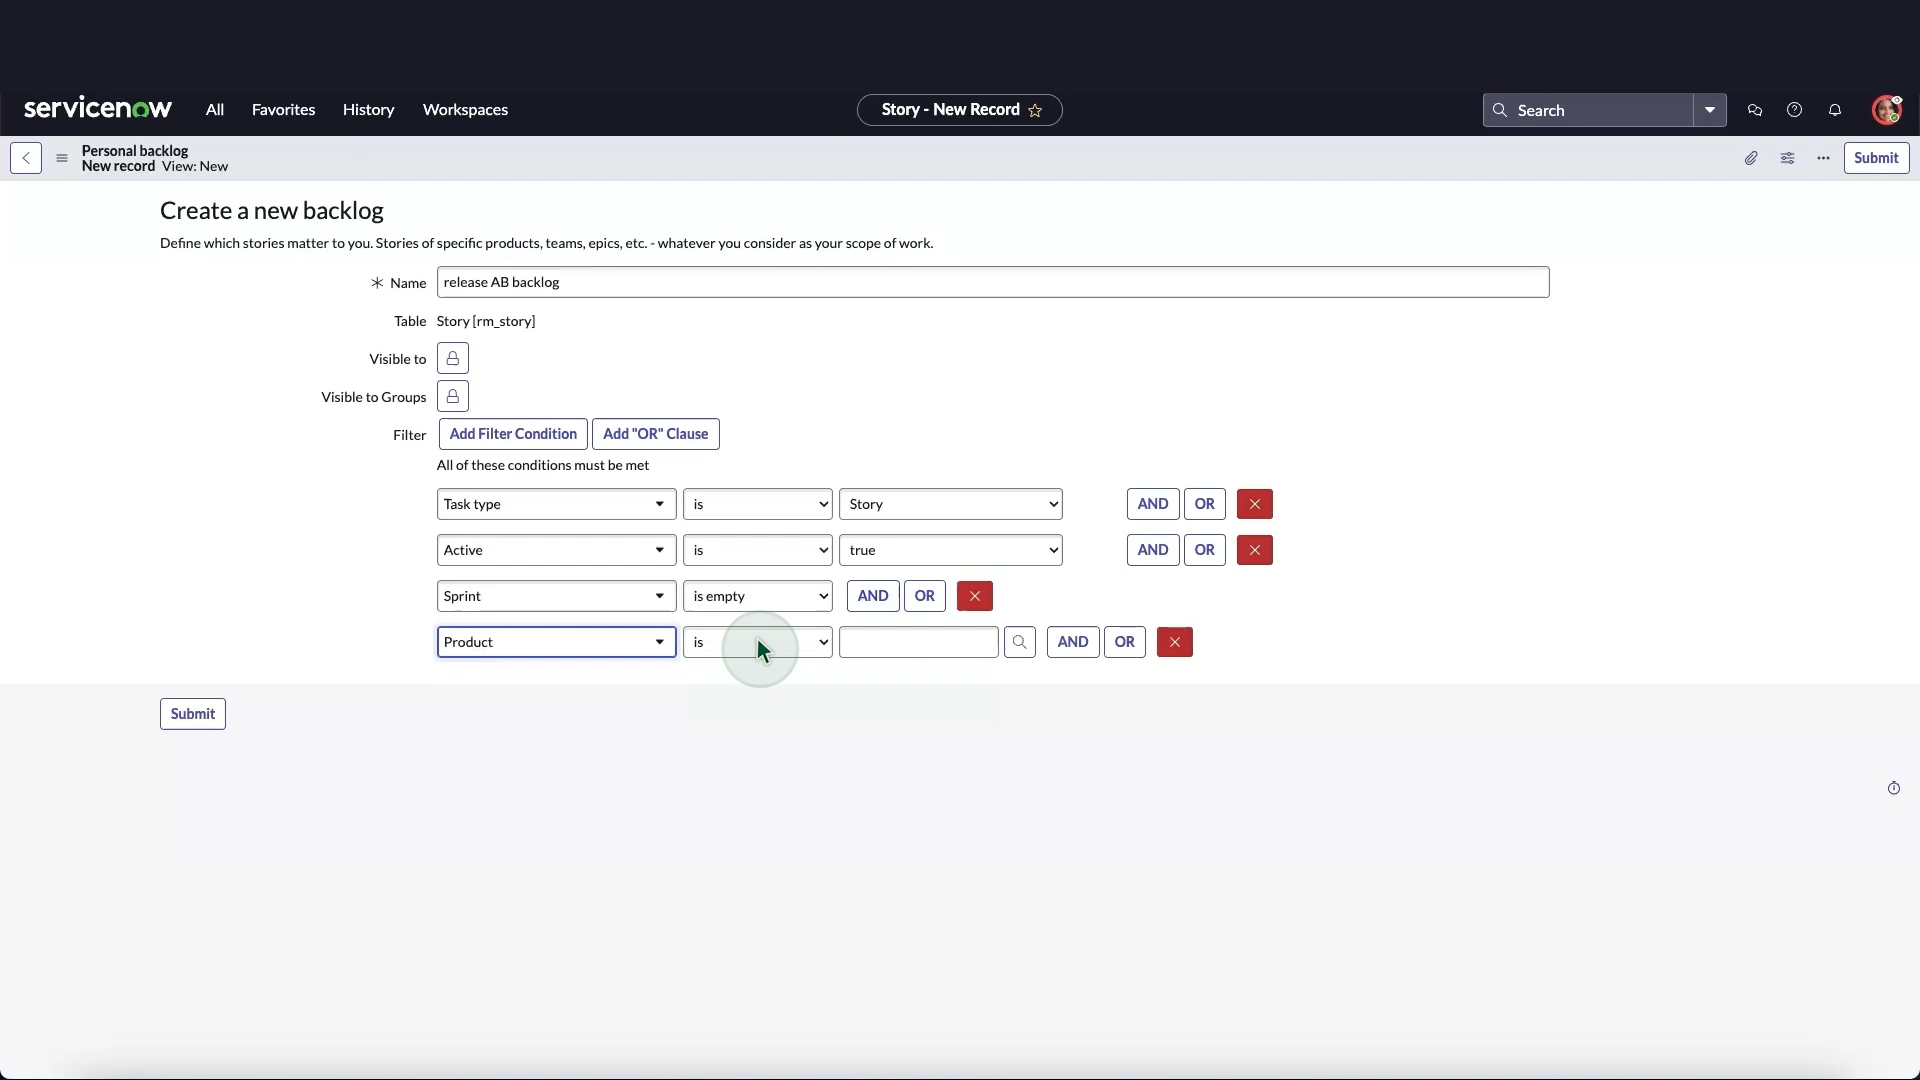 servicenow All Favorites History Workspaces Story - New Record Search
Personal backlog
New record View: New Submit
Create a new backlog
Define which stories matter to you. Stories of specific products, teams, epics, etc. - whatever you consider as your scope of work.
Name release AB backlog
Table Story [rm_story]
Visible to
Visible to Groups
Filter Add Filter Condition Add "OR" Clause
All of these conditions must be met
Task type is Story AND OR
Active is true AND OR
Sprint is empty AND OR
Product is AND OR
Submit